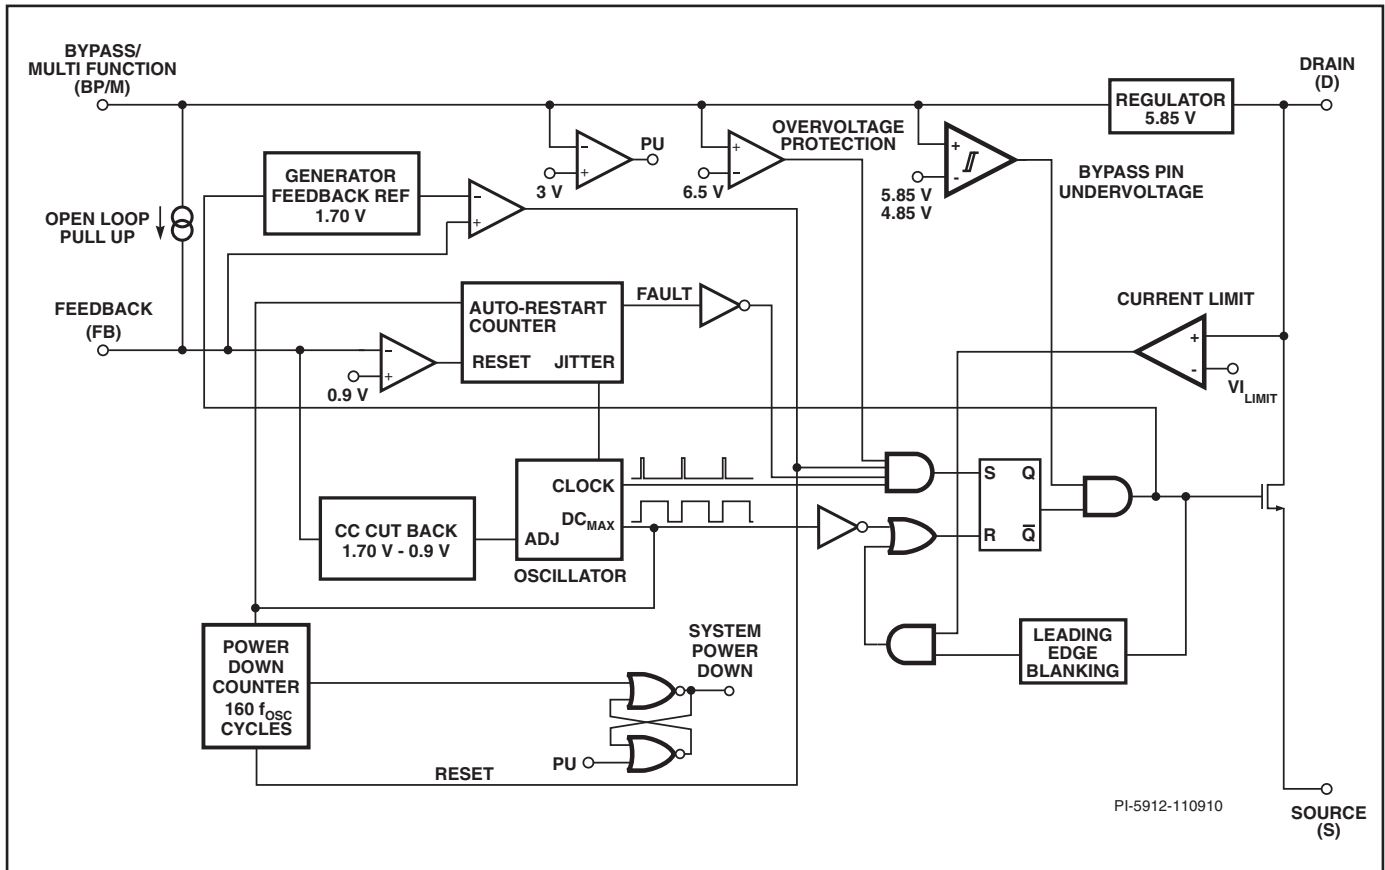 BYPASS/
MULTI FUNCTION
(BP/M)
DRAIN
(D)
REGULATOR
5.85 V
OVERVOLTAGE
PROTECTION
PU
-
+
3 V
+
-
6.5 V
+
-
5.85 V
4.85 V
BYPASS PIN
UNDERVOLTAGE
GENERATOR
FEEDBACK REF
1.70 V
-
+
OPEN LOOP
PULL UP
FEEDBACK
(FB)
AUTO-RESTART
COUNTER
RESET JITTER
FAULT
-
+
0.9 V
CURRENT LIMIT
+
-
VI LIMIT
CLOCK
DCMAX
ADJ
OSCILLATOR
CC CUT BACK
1.70 V - 0.9 V
S Q
R Q̅
LEADING
EDGE
BLANKING
POWER
DOWN
COUNTER
160 fOSC
CYCLES
SYSTEM
POWER
DOWN
PU
RESET
PI-5912-110910
SOURCE
(S)